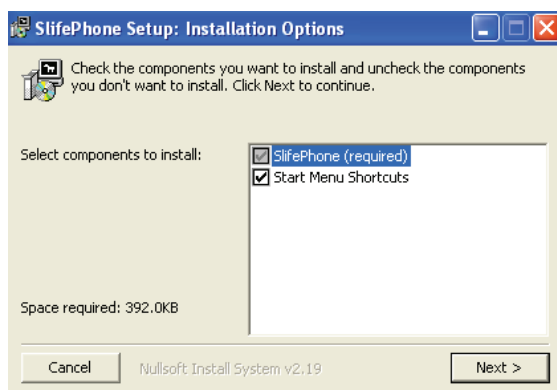 SlifePhone Setup: Installation Options
Check the components you want to install and uncheck the components
you don't want to install. Click Next to continue.
Select components to install:
SlifePhone (required)
Start Menu Shortcuts
Space required: 392.0KB
Cancel
Nullsoft Install System v2.19
Next >